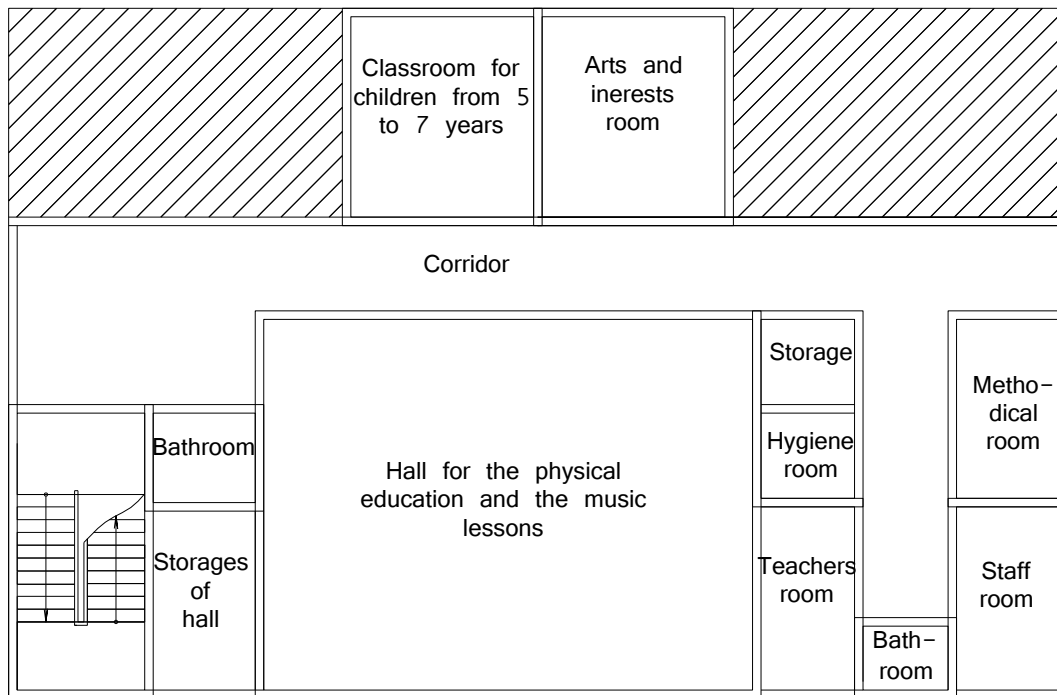 Classroom for
children from 5
to 7 years
Arts and
inerests
room
Corridor
Storage
Metho-
dical
room
Bathroom
Hall for the physical
education and the music
lessons
Hygiene
room
Storages
of
hall
Teachers
room
Staff
room
Bath-
room